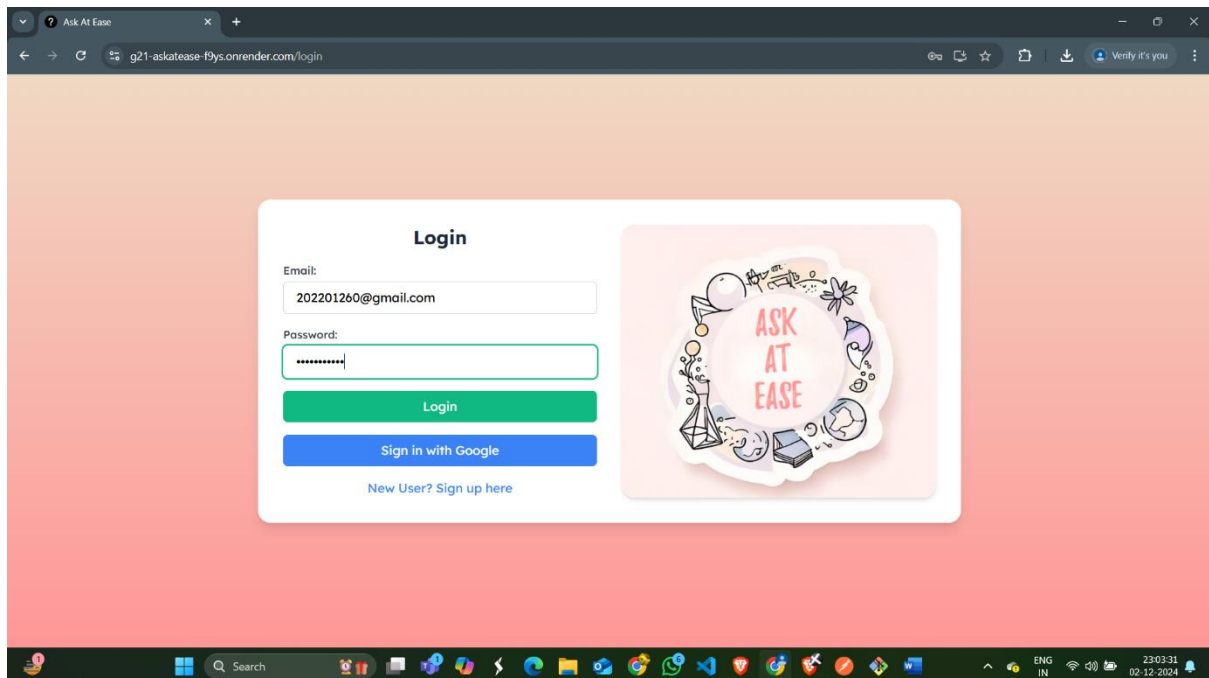 Ask At Ease
g21-askatease-f9ys.onrender.com/login
Verify it's you
Login
Email:
202201260@gmail.com
Password:
•••••••••••
Login
Sign in with Google
New User? Sign up here
ASK
AT
EASE
1
Search
6
ENG
IN
23:03:31
02-12-2024